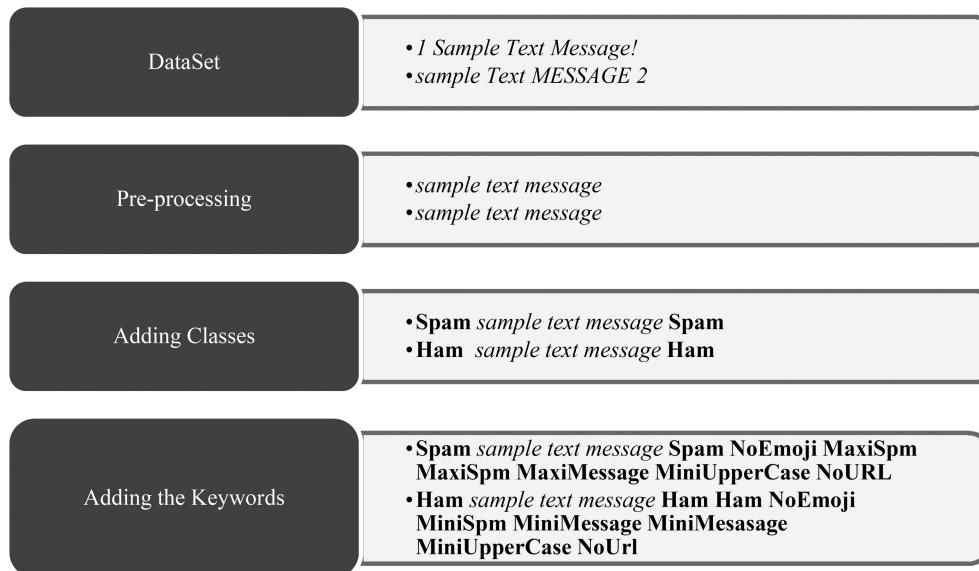 DataSet
•1 Sample Text Message!
•sample Text MESSAGE 2
Pre-processing
•sample text message
•sample text message
Adding Classes
•Spam sample text message Spam
•Ham sample text message Ham
Adding the Keywords
•Spam sample text message Spam NoEmoji MaxiSpm
MaxiSpm MaxiMessage MiniUpperCase NoURL
•Ham sample text message Ham Ham NoEmoji
MiniSpm MiniMessage MiniMesasage
MiniUpperCase NoUrl